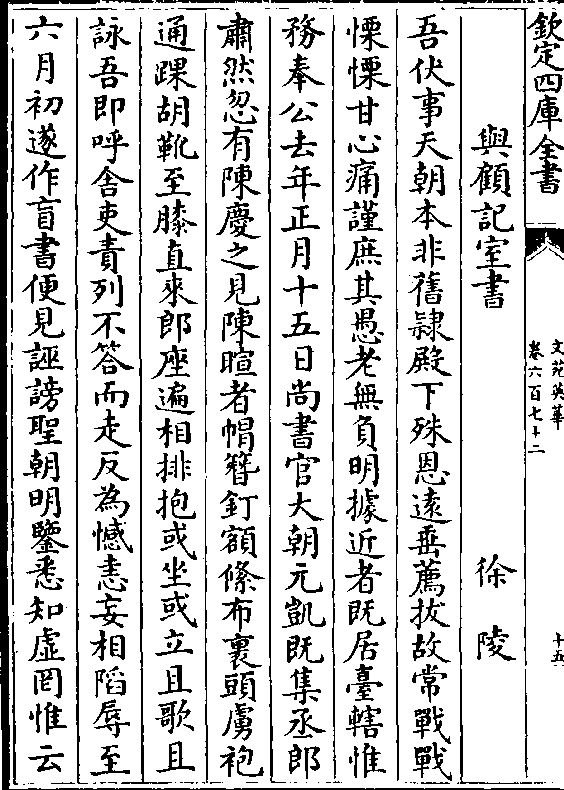 欽定四庫全書
文苑英華
卷六百七十二
十五
與顧記室書　徐陵
吾伏事天朝本非舊隸殿下殊恩遠垂薦拔故常戰戰
慄慄甘心痛謹庶其愚老無負明據近者既居臺轄惟
務奉公去年正月十五日尚書官大朝元凱既集丞郎
肅然忽有陳慶之見陳暄者帽簪釘額絛布裹頭虜袍
通踝胡靴至膝直來郎座遍相排抱或坐或立且歌且
詠吾即呼舍吏責列不答而走反為憾恚妄相陷辱至
六月初遂作盲書便見誣謗聖朝明鑒悉知虛罔惟云